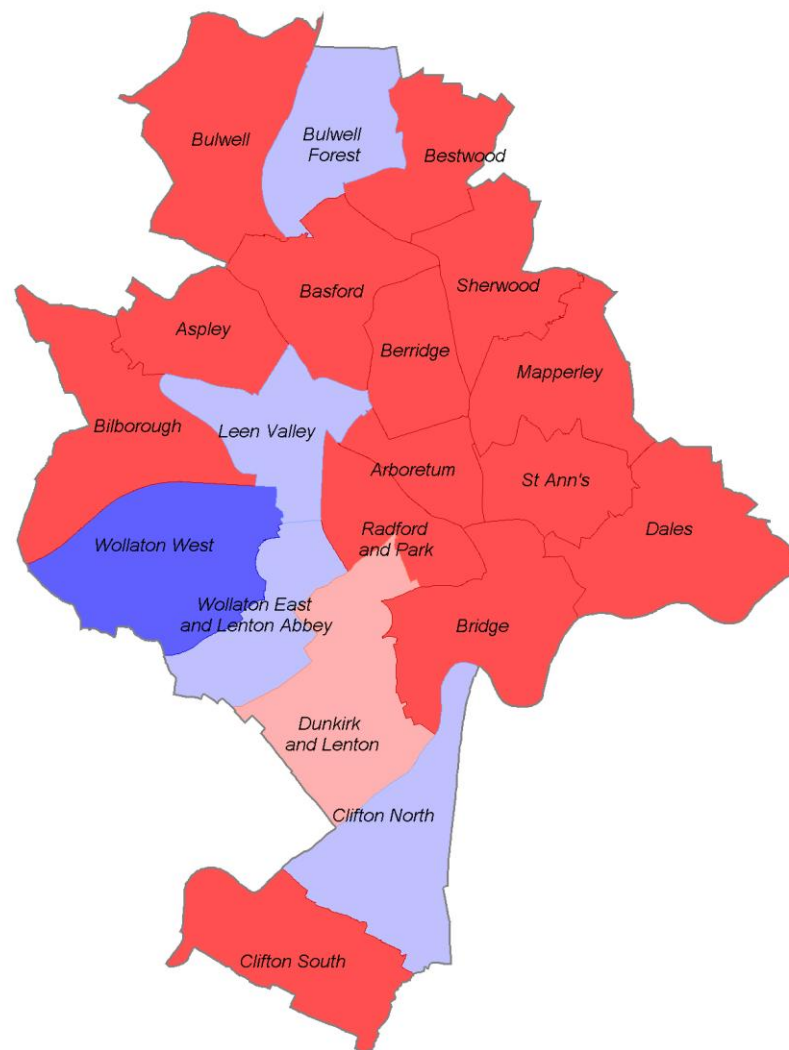 Bulwell
Bulwell
Forest
Bestwood
Basford
Sherwood
Aspley
Berridge
Mapperley
Bilborough
Leen Valley
Arboretum
St Ann's
Radford
and Park
Dales
Wollaton West
Wollaton East
and Lenton Abbey
Bridge
Dunkirk
and Lenton
Clifton North
Clifton South